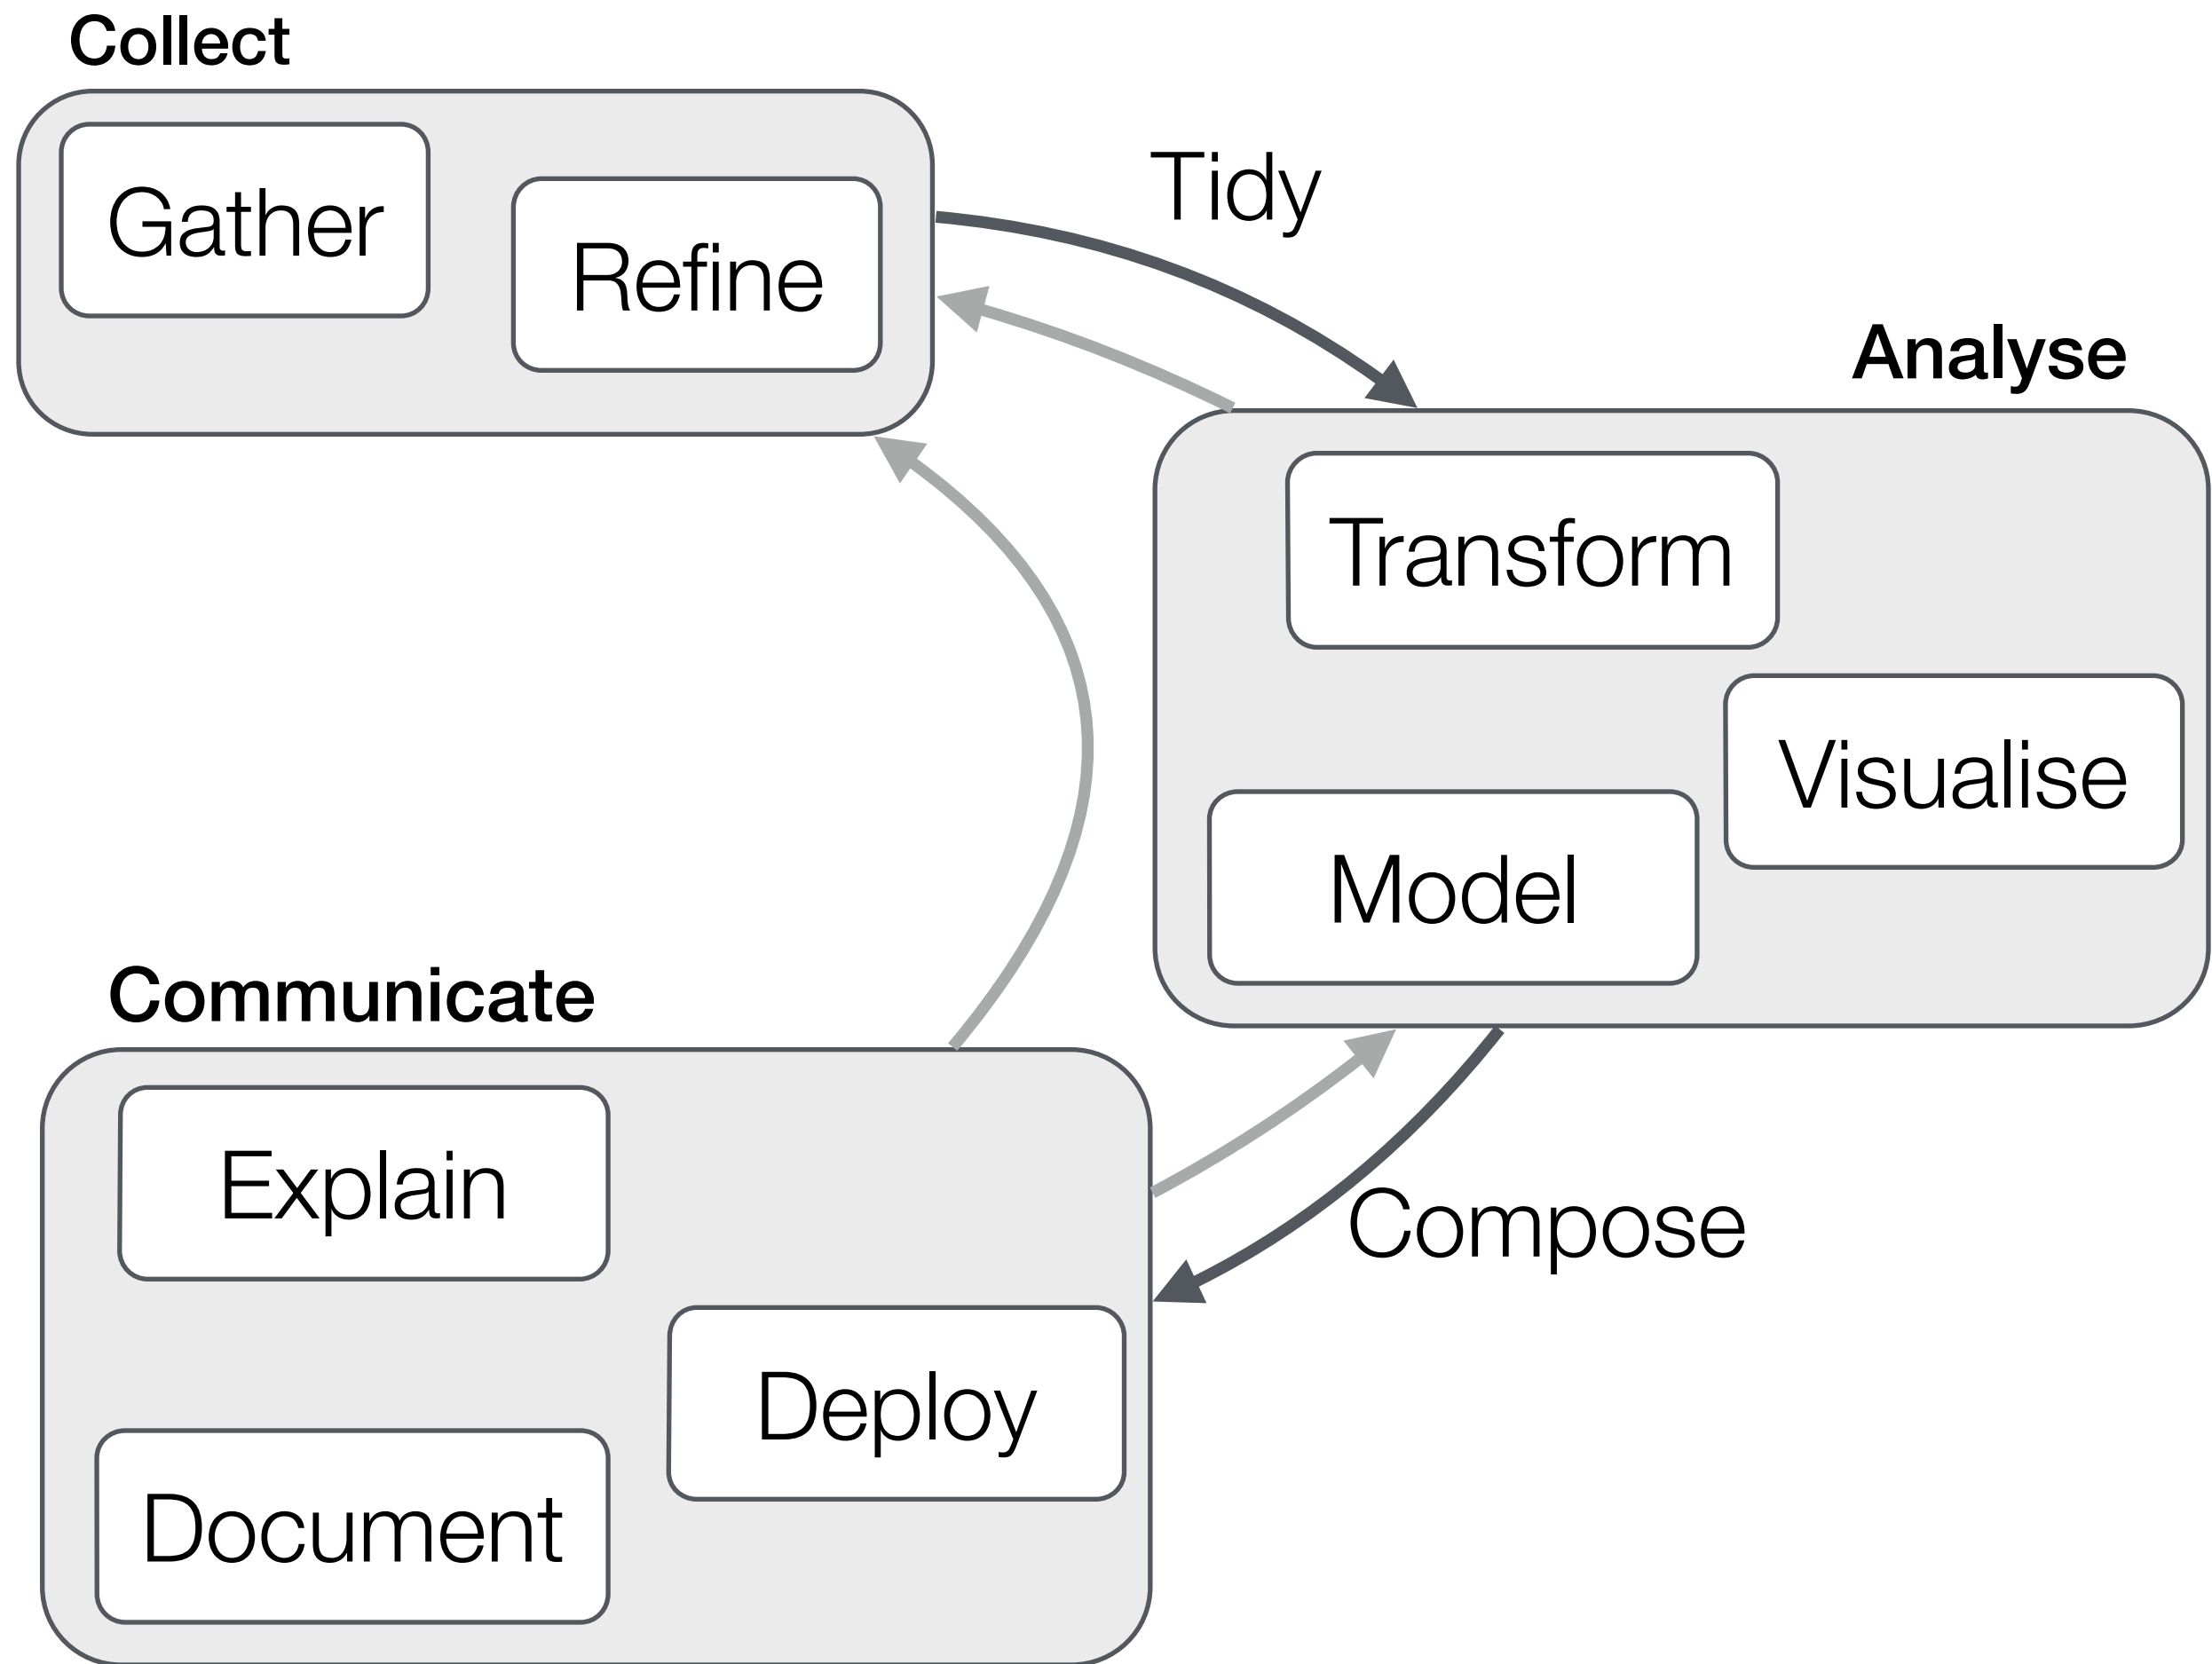 Collect
Gather
Refine
Tidy
Analyse
Transform
Visualise
Model
Communicate
Explain
Compose
Deploy
Document